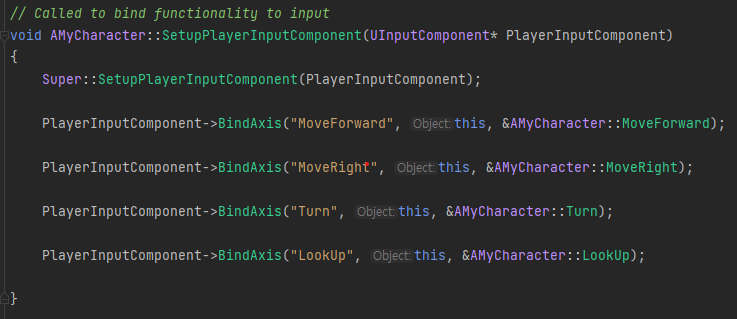 // Called to bind functionality to input
void AMyCharacter::SetupPlayerInputComponent(UInputComponent* PlayerInputComponent)
{
    Super::SetupPlayerInputComponent(PlayerInputComponent);
    PlayerInputComponent->BindAxis("MoveForward", Object: this, &AMyCharacter::MoveForward);
    PlayerInputComponent->BindAxis("MoveRight", Object: this, &AMyCharacter::MoveRight);
    PlayerInputComponent->BindAxis("Turn", Object: this, &AMyCharacter::Turn);
    PlayerInputComponent->BindAxis("LookUp", Object: this, &AMyCharacter::LookUp);
}